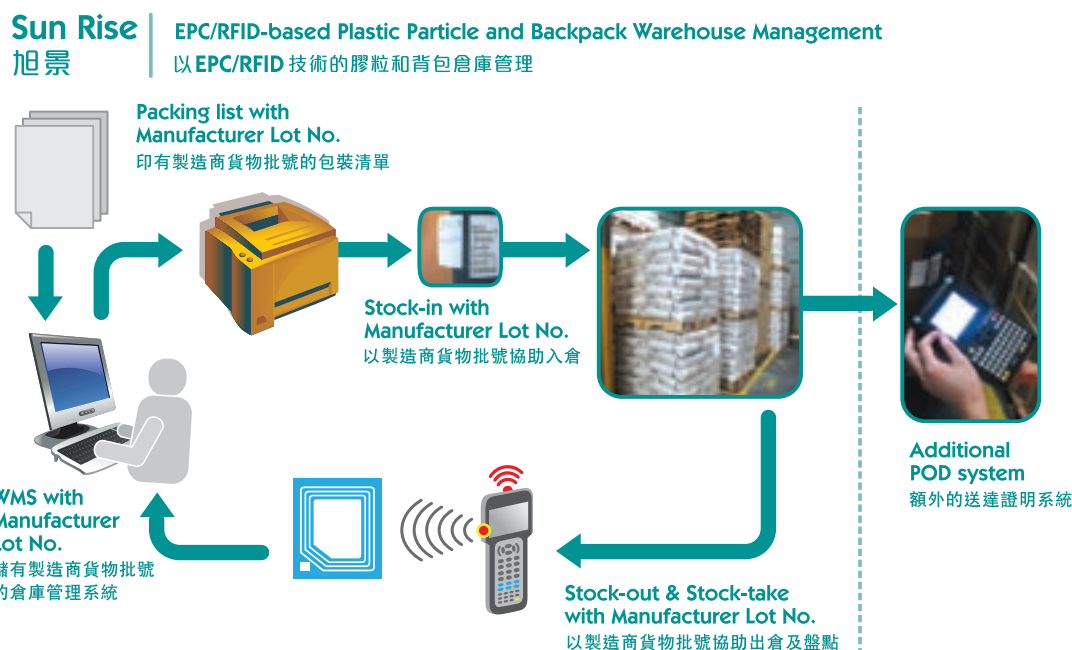 Sun Rise
旭景
EPC/RFID-based Plastic Particle and Backpack Warehouse Management
以EPC/RFID 技術的膠粒和背包倉庫管理
Packing list with
Manufacturer Lot No.
印有製造商貨物批號的包裝清單
Stock-in with
Manufacturer Lot No.
以製造商貨物批號協助入倉
Additional
POD system
額外的送達證明系統
WMS with
Manufacturer
Lot No.
儲有製造商貨物批號
的倉庫管理系統
Stock-out & Stock-take
with Manufacturer Lot No.
以製造商貨物批號協助出倉及盤點